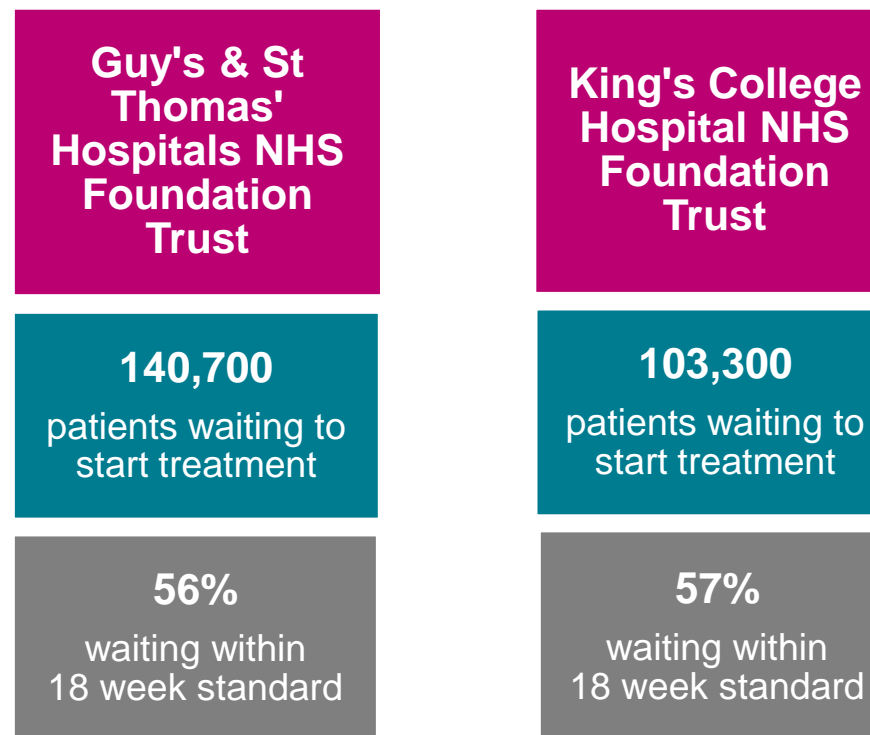 Guy's & St
Thomas'
Hospitals NHS
Foundation
Trust
140,700
patients waiting to
start treatment
56%
waiting within
18 week standard
King's College
Hospital NHS
Foundation
Trust
103,300
patients waiting to
start treatment
57%
waiting within
18 week standard